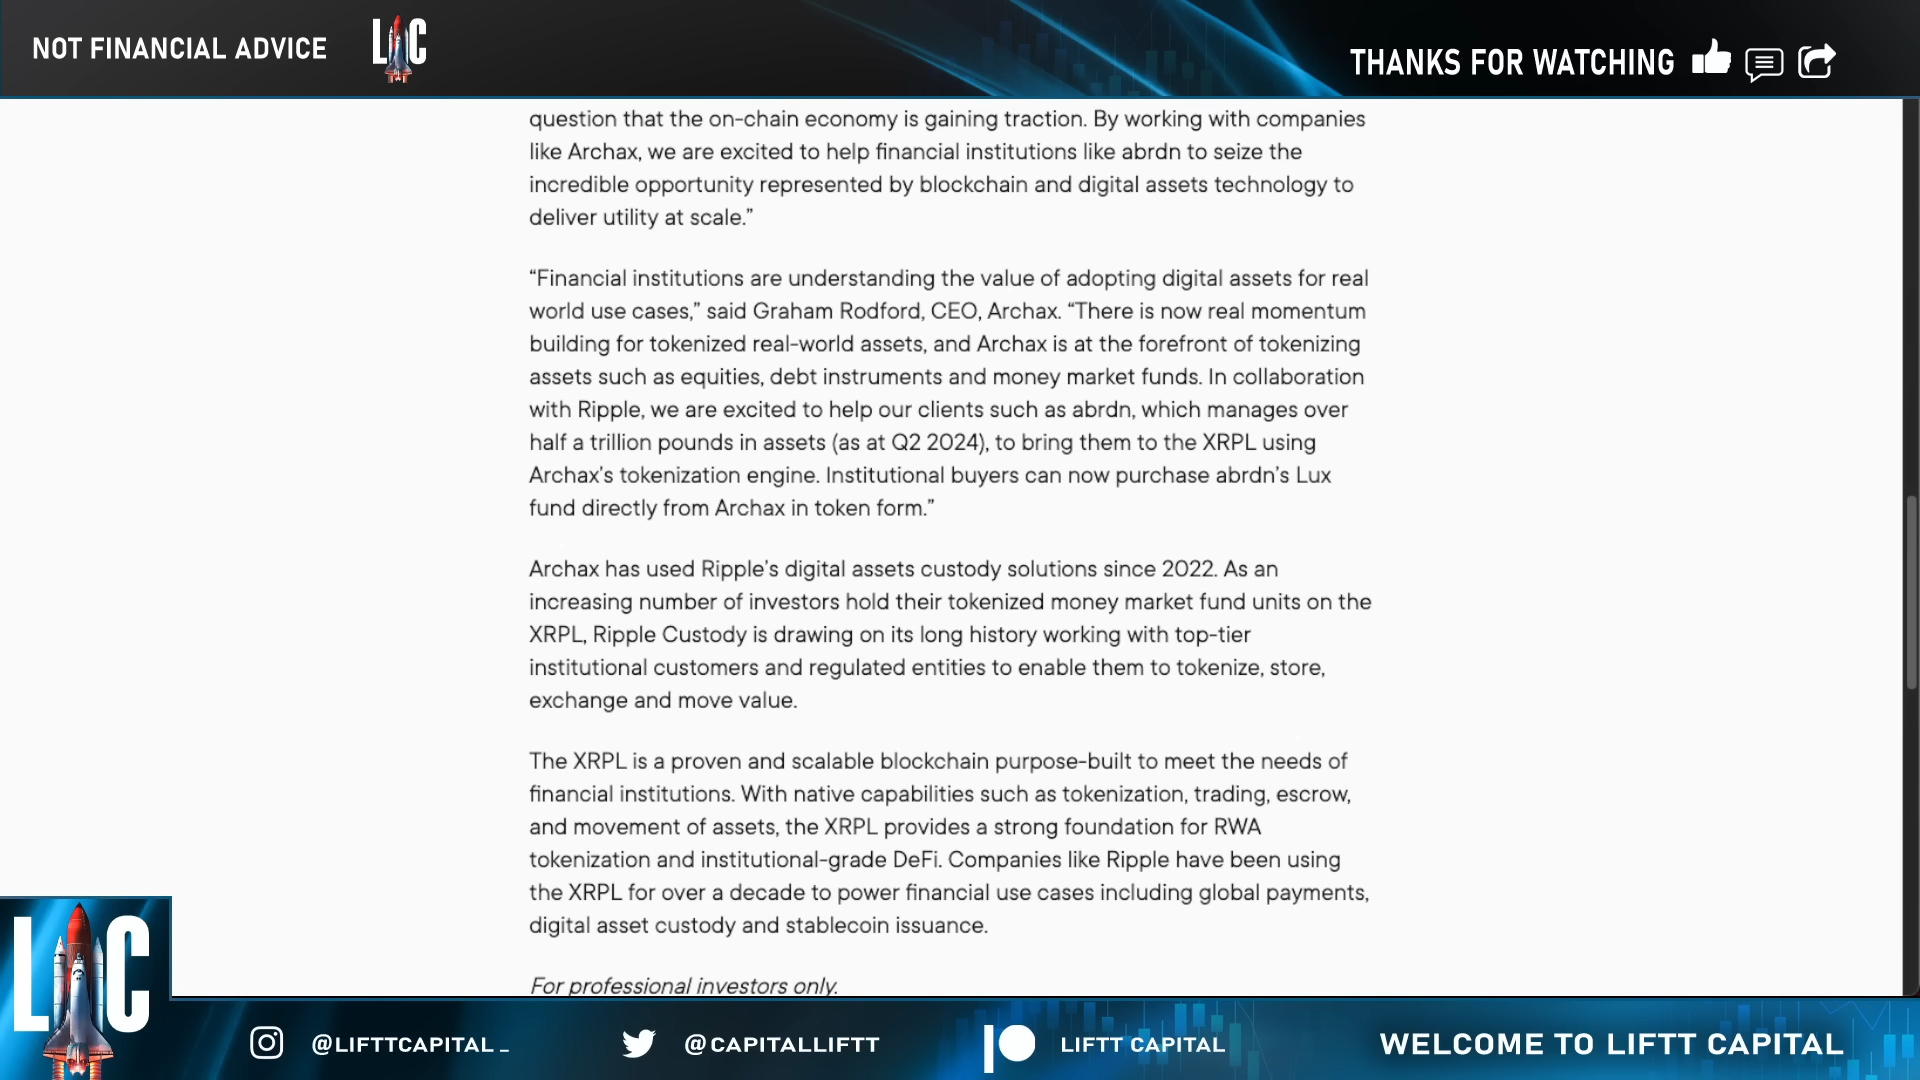 NOT FINANCIAL ADVICE
LC
THANKS FOR WATCHING
question that the on-chain economy is gaining traction. By working with companies
like Archax, we are excited to help financial institutions like abrdn to seize the
incredible opportunity represented by blockchain and digital assets technology to
deliver utility at scale.”
“Financial institutions are understanding the value of adopting digital assets for real
world use cases,” said Graham Rodford, CEO, Archax. “There is now real momentum
building for tokenized real-world assets, and Archax is at the forefront of tokenizing
assets such as equities, debt instruments and money market funds. In collaboration
with Ripple, we are excited to help our clients such as abrdn, which manages over
half a trillion pounds in assets (as at Q2 2024), to bring them to the XRPL using
Archax’s tokenization engine. Institutional buyers can now purchase abrdn’s Lux
fund directly from Archax in token form.”
Archax has used Ripple’s digital assets custody solutions since 2022. As an
increasing number of investors hold their tokenized money market fund units on the
XRPL, Ripple Custody is drawing on its long history working with top-tier
institutional customers and regulated entities to enable them to tokenize, store,
exchange and move value.
The XRPL is a proven and scalable blockchain purpose-built to meet the needs of
financial institutions. With native capabilities such as tokenization, trading, escrow,
and movement of assets, the XRPL provides a strong foundation for RWA
tokenization and institutional-grade DeFi. Companies like Ripple have been using
the XRPL for over a decade to power financial use cases including global payments,
digital asset custody and stablecoin issuance.
For professional investors only.
LC
@LIFTTCAPITAL_
@CAPITALLIFTT
LIFTT CAPITAL
WELCOME TO LIFTT CAPITAL